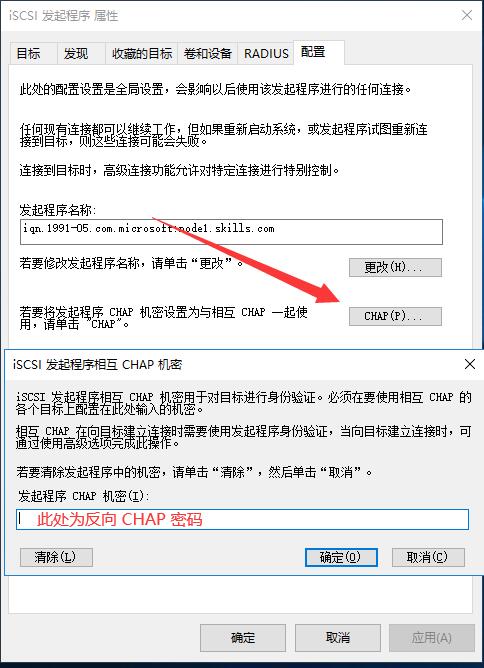 iSCSI 发起程序 属性
目标 发现 收藏的目标 卷和设备 RADIUS 配置
此处的配置设置是全局设置，会影响以后使用该发起程序进行的任何连接。
任何现有连接都可以继续工作，但如果重新启动系统，或发起程序试图重新连
接到目标，则这些连接可能会失败。
连接到目标时，高级连接功能允许对特定连接进行特别控制。
发起程序名称:
iqn.1991-05.com.microsoft:node1.skills.com
若要修改发起程序名称，请单击“更改”。
更改(H)...
若要将发起程序 CHAP 机密设置为与相互 CHAP 一起使
用，请单击 "CHAP"。
CHAP(P)...
iSCSI 发起程序相互 CHAP 机密
iSCSI 发起程序相互 CHAP 机密用于对目标进行身份验证。必须在要使用相互 CHAP 的
各个目标上配置在此处输入的机密。
相互 CHAP 在向目标建立连接时需要使用发起程序身份验证，当向目标建立连接时，可
通过使用高级选项完成此操作。
若要清除发起程序中的机密，请单击“清除”，然后单击“取消”。
发起程序 CHAP 机密(I):
此处为反向 CHAP 密码
清除(L) 确定(O) 取消(C)
确定 取消 应用(A)